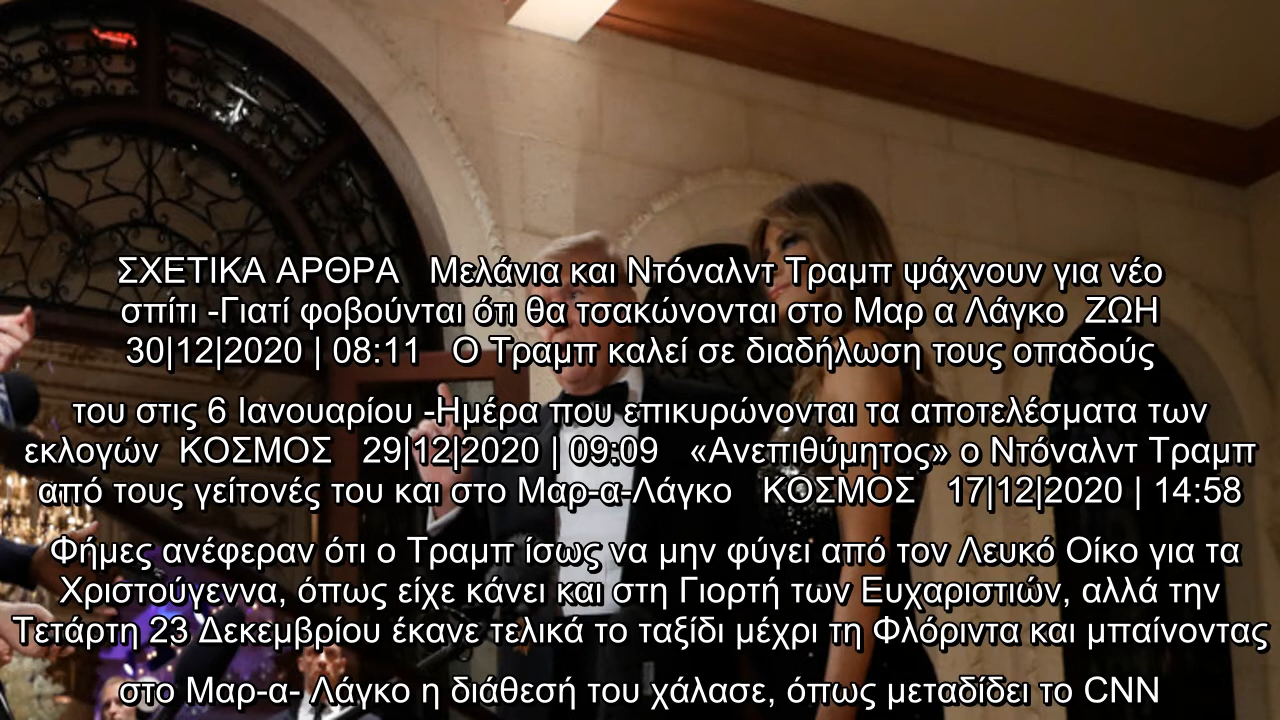 ΣΧΕΤΙΚΑ ΑΡΘΡΑ   Μελάνια και Ντόναλντ Τραμπ ψάχνουν για νέο
σπίτι -Γιατί φοβούνται ότι θα τσακώνονται στο Μαρ α Λάγκο  ΖΩΗ
30|12|2020 | 08:11   Ο Τραμπ καλεί σε διαδήλωση τους οπαδούς
του στις 6 Ιανουαρίου -Ημέρα που επικυρώνονται τα αποτελέσματα των
εκλογών  ΚΟΣΜΟΣ   29|12|2020 | 09:09   «Ανεπιθύμητος» ο Ντόναλντ Τραμπ
από τους γείτονές του και στο Μαρ-α-Λάγκο   ΚΟΣΜΟΣ   17|12|2020 | 14:58
Φήμες ανέφεραν ότι ο Τραμπ ίσως να μην φύγει από τον Λευκό Οίκο για τα
Χριστούγεννα, όπως είχε κάνει και στη Γιορτή των Ευχαριστιών, αλλά την
Τετάρτη 23 Δεκεμβρίου έκανε τελικά το ταξίδι μέχρι τη Φλόριντα και μπαίνοντας
στο Μαρ-α- Λάγκο η διάθεσή του χάλασε, όπως μεταδίδει το CNN